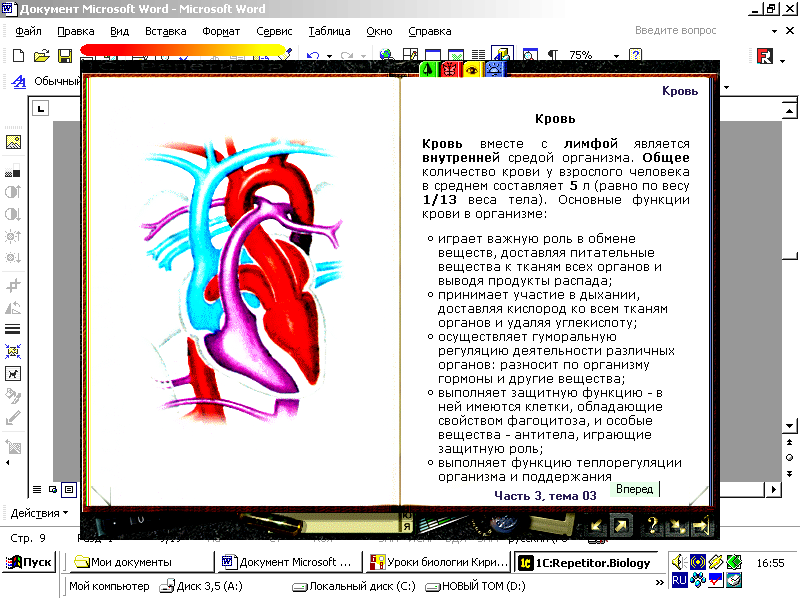 Документ Microsoft Word - Microsoft Word
Файл Правка Вид Вставка Формат Сервис Таблица Окно Справка Введите вопрос
75%
Обычный
Кровь
Кровь
Кровь вместе с лимфой является
внутренней средой организма. Общее
количество крови у взрослого человека
в среднем составляет 5 л (равно по весу
1/13 веса тела). Основные функции
крови в организме:
играет важную роль в обмене
веществ, доставляя питательные
вещества к тканям всех органов и
выводя продукты распада;
принимает участие в дыхании,
доставляя кислород ко всем тканям
органов и удаляя углекислоту;
осуществляет гуморальную
регуляцию деятельности различных
органов: разносит по организму
гормоны и другие вещества;
выполняет защитную функцию - в
ней имеются клетки, обладающие
свойством фагоцитоза, и особые
вещества - антитела, играющие
защитную роль;
выполняет функцию теплорегуляции
организма и поддержания
Часть 3, тема 03
Вперед
Действия
Стр. 9
Пуск Мои документы Документ Microsoft ... Уроки биологии Кири... 1C:Repetitor.Biology 16:55
Мой компьютер Диск 3,5 (A:) Локальный диск (C:) НОВЫЙ ТОМ (D:) » RU